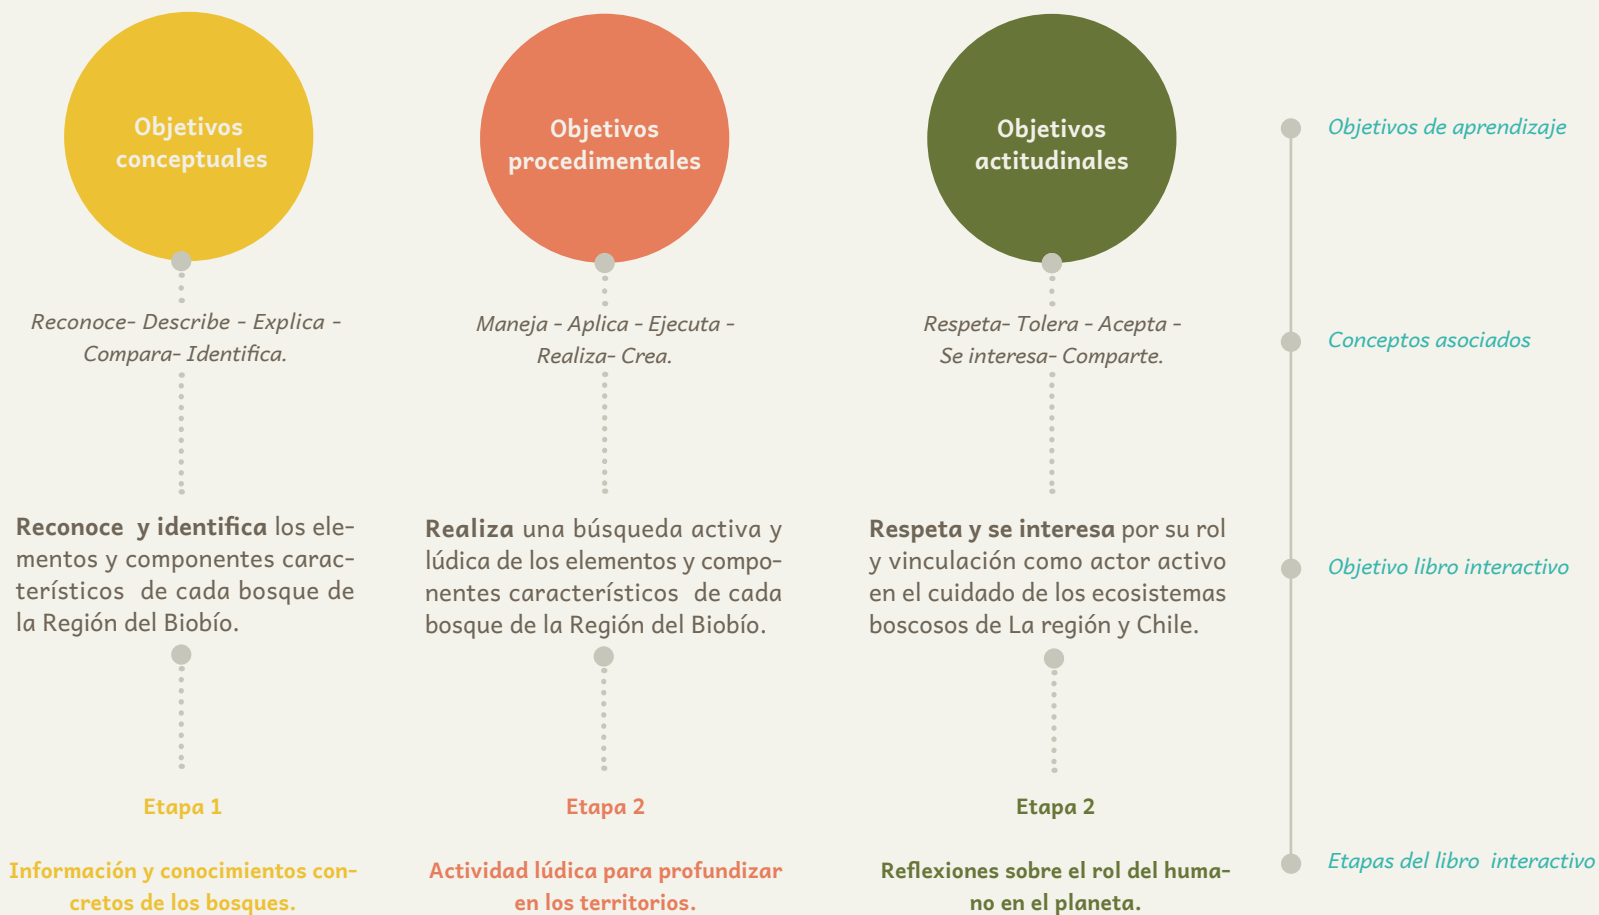 Objetivos
conceptuales
Reconoce- Describe - Explica -
Compara- Identifica.
Reconoce y identifica los ele-
mentos y componentes carac-
terísticos de cada bosque de
la Región del Biobío.
Etapa 1
Información y conocimientos con-
cretos de los bosques.
Objetivos
procedimentales
Maneja - Aplica - Ejecuta -
Realiza- Crea.
Realiza una búsqueda activa y
lúdica de los elementos y compo-
nentes característicos de cada
bosque de la Región del Biobío.
Etapa 2
Actividad lúdica para profundizar
en los territorios.
Objetivos
actitudinales
Respeta- Tolera - Acepta -
Se interesa- Comparte.
Respeta y se interesa por su rol
y vinculación como actor activo
en el cuidado de los ecosistemas
boscosos de La región y Chile.
Etapa 2
Reflexiones sobre el rol del huma-
no en el planeta.
Objetivos de aprendizaje
Conceptos asociados
Objetivo libro interactivo
Etapas del libro interactivo